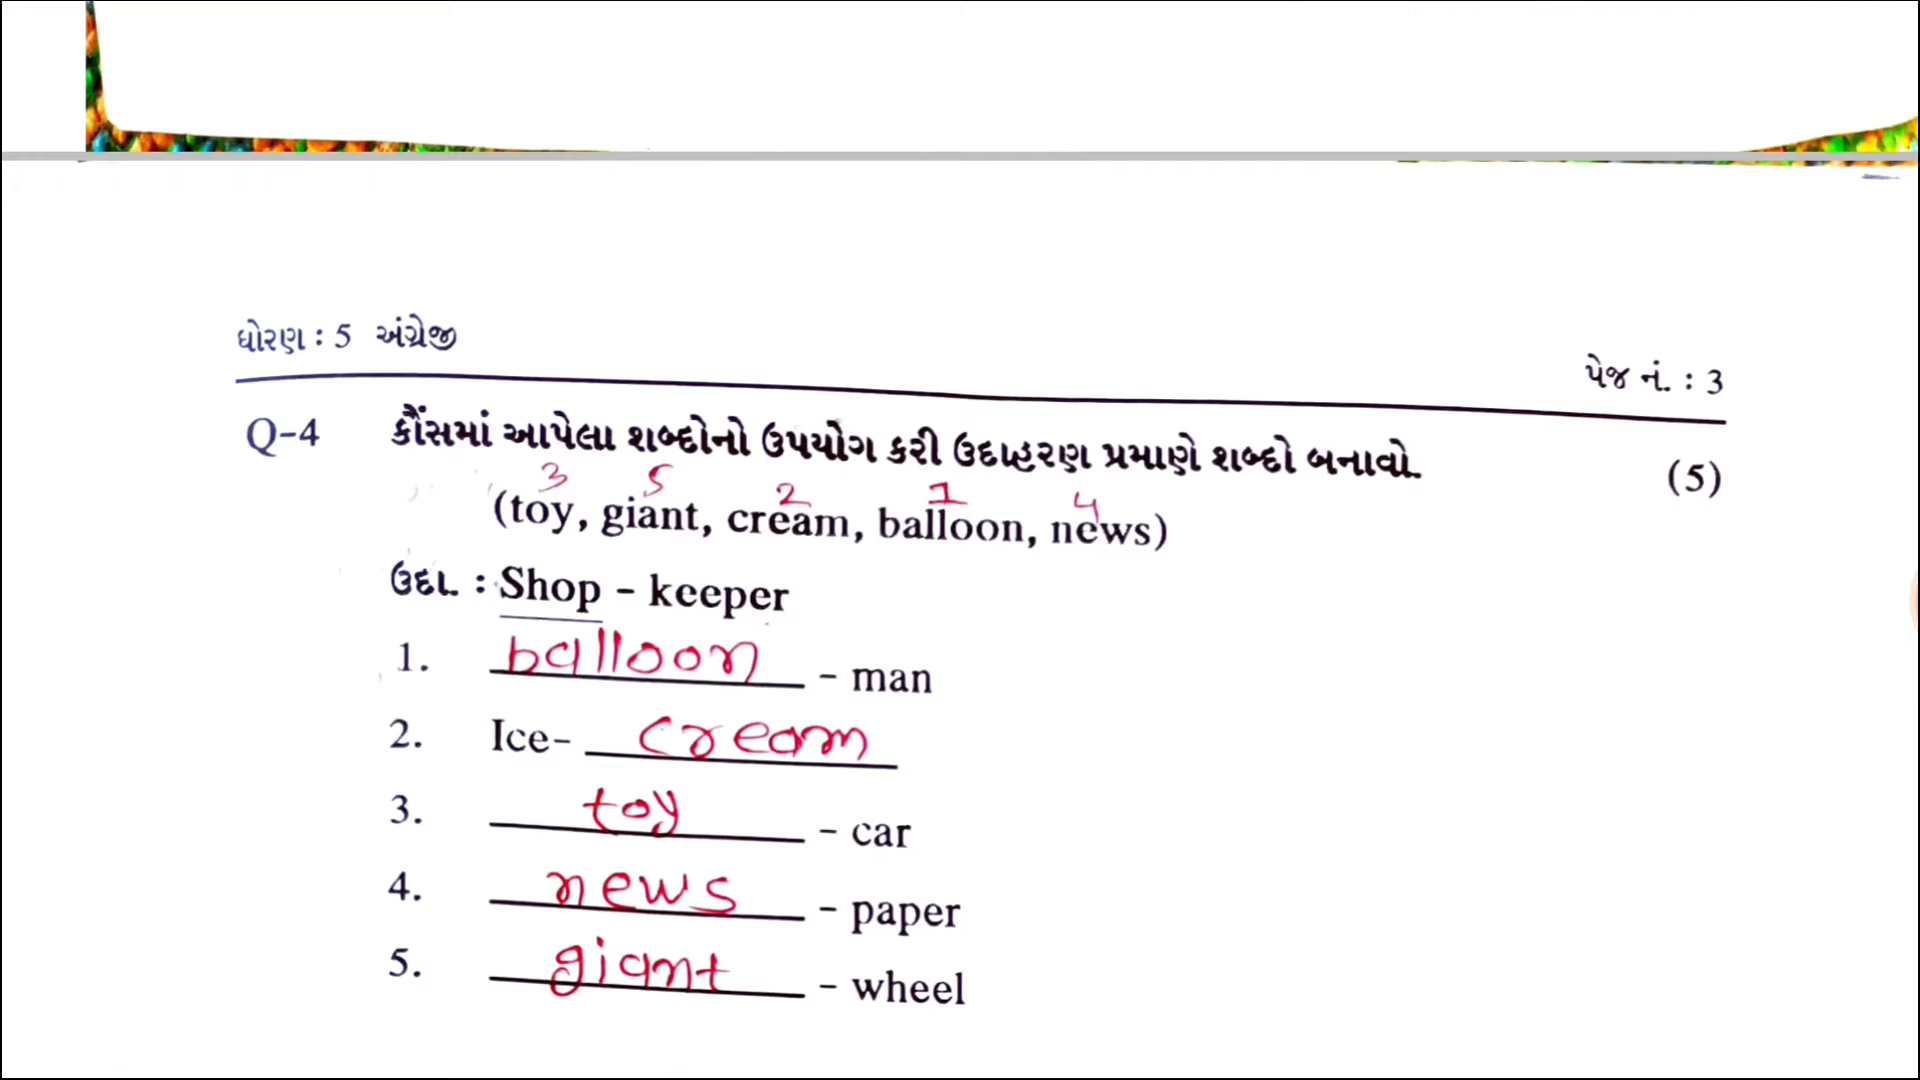 ધોરણ : 5 અંગ્રેજી
પેજ નં. : 3
Q-4 કૌંસમાં આપેલા શબ્દોનો ઉપયોગ કરી ઉદાહરણ પ્રમાણે શબ્દો બનાવો. (5)
3 5 2 1 4
(toy, giant, cream, balloon, news)
ઉદા. : Shop - keeper
1. balloon - man
2. Ice- cream
3. toy - car
4. news - paper
5. giant - wheel